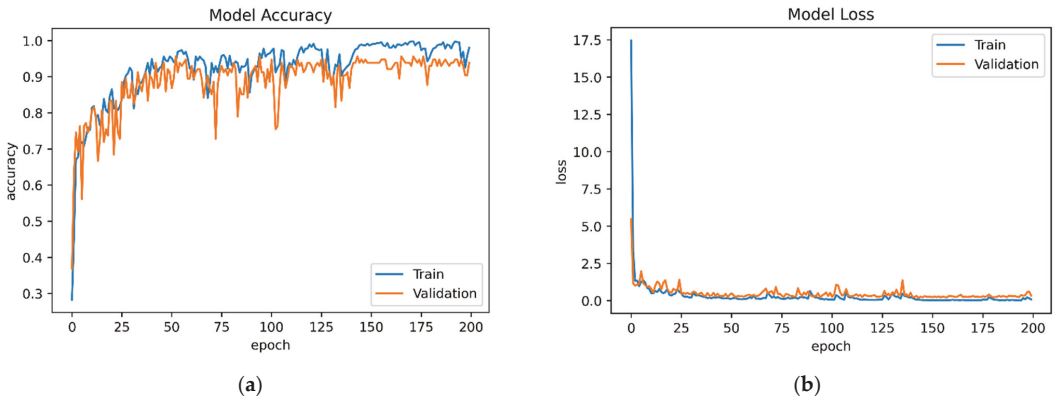 Model Accuracy
1.0
0.9
0.8
0.7
0.6
0.5
0.4
0.3
accuracy
Train
Validation
0 25 50 75 100 125 150 175 200
epoch
(a)
Model Loss
17.5
15.0
12.5
10.0
7.5
5.0
2.5
0.0
loss
Train
Validation
0 25 50 75 100 125 150 175 200
epoch
(b)